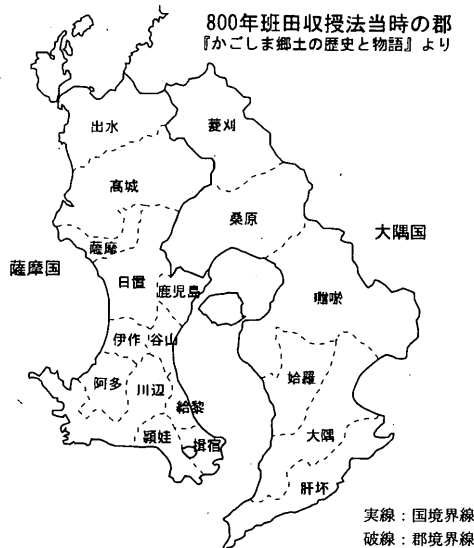 800年班田収授法当時の郡
『かごしま郷土の歴史と物語』より
出水
菱刈
高城
桑原
大隅国
薩摩
薩摩国
日置
鹿児島
囎唹
伊作
谷山
姶羅
阿多
川辺
給黎
大隅
頴娃
揖宿
肝坏
実線：国境界線
破線：郡境界線